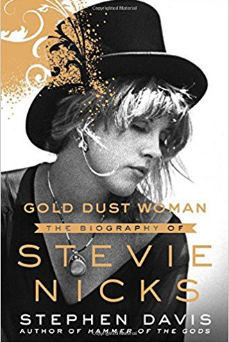 GOLD DUST WOMAN
THE BIOGRAPHY OF
STEVIE
NICKS
STEPHEN DAVIS
AUTHOR OF HAMMER OF THE GODS